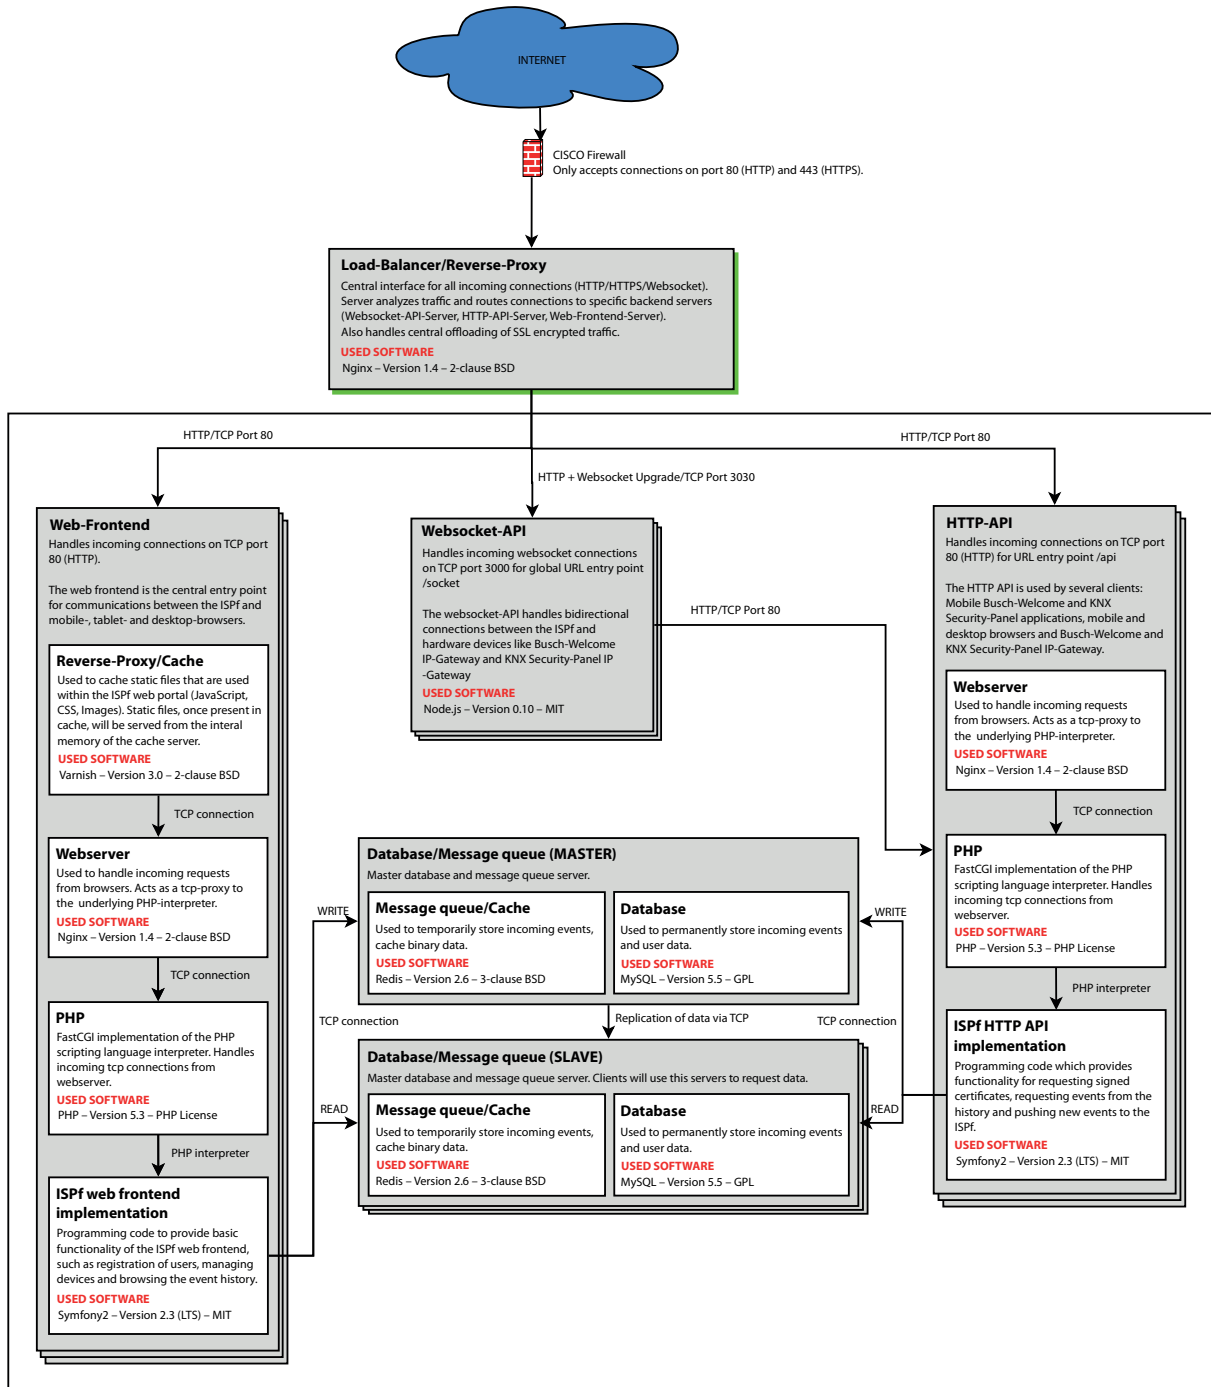 INTERNET
CISCO Firewall
Only accepts connections on port 80 (HTTP) and 443 (HTTPS).
Load-Balancer/Reverse-Proxy
Central interface for all incoming connections (HTTP/HTTPS/Websocket).
Server analyzes traffic and routes connections to specific backend servers
(Websocket-API-Server, HTTP-API-Server, Web-Frontend-Server).
Also handles central offloading of SSL encrypted traffic.
USED SOFTWARE
Nginx – Version 1.4 – 2-clause BSD
HTTP/TCP Port 80
HTTP + Websocket Upgrade/TCP Port 3030
HTTP/TCP Port 80
Web-Frontend
Handles incoming connections on TCP port
80 (HTTP).
The web frontend is the central entry point
for communications between the ISPf and
mobile-, tablet- and desktop-browsers.
Reverse-Proxy/Cache
Used to cache static files that are used
within the ISPf web portal (JavaScript,
CSS, Images). Static files, once present in
cache, will be served from the interal
memory of the cache server.
USED SOFTWARE
Varnish – Version 3.0 – 2-clause BSD
TCP connection
Webserver
Used to handle incoming requests
from browsers. Acts as a tcp-proxy to
the underlying PHP-interpreter.
USED SOFTWARE
Nginx – Version 1.4 – 2-clause BSD
TCP connection
PHP
FastCGI implementation of the PHP
scripting language interpreter. Handles
incoming tcp connections from
webserver.
USED SOFTWARE
PHP – Version 5.3 – PHP License
PHP interpreter
ISPf web frontend
implementation
Programming code to provide basic
functionality of the ISPf web frontend,
such as registration of users, managing
devices and browsing the event history.
USED SOFTWARE
Symfony2 – Version 2.3 (LTS) – MIT
Websocket-API
Handles incoming websocket connections
on TCP port 3000 for global URL entry point
/socket
The websocket-API handles bidirectional
connections between the ISPf and
hardware devices like Busch-Welcome
IP-Gateway and KNX Security-Panel IP
-Gateway
USED SOFTWARE
Node.js – Version 0.10 – MIT
HTTP/TCP Port 80
HTTP-API
Handles incoming connections on TCP port
80 (HTTP) for URL entry point /api
The HTTP API is used by several clients:
Mobile Busch-Welcome and KNX
Security-Panel applications, mobile and
desktop browsers and Busch-Welcome and
KNX Security-Panel IP-Gateway.
Webserver
Used to handle incoming requests
from browsers. Acts as a tcp-proxy to
the underlying PHP-interpreter.
USED SOFTWARE
Nginx – Version 1.4 – 2-clause BSD
TCP connection
PHP
FastCGI implementation of the PHP
scripting language interpreter. Handles
incoming tcp connections from
webserver.
USED SOFTWARE
PHP – Version 5.3 – PHP License
PHP interpreter
ISPf HTTP API
implementation
Programming code which provides
functionality for requesting signed
certificates, requesting events from the
history and pushing new events to the
ISPf.
USED SOFTWARE
Symfony2 – Version 2.3 (LTS) – MIT
Database/Message queue (MASTER)
Master database and message queue server.
Message queue/Cache
Used to temporarily store incoming events,
cache binary data.
USED SOFTWARE
Redis – Version 2.6 – 3-clause BSD
Database
Used to permanently store incoming events
and user data.
USED SOFTWARE
MySQL – Version 5.5 – GPL
WRITE
WRITE
TCP connection
Replication of data via TCP
TCP connection
Database/Message queue (SLAVE)
Master database and message queue server. Clients will use this servers to request data.
Message queue/Cache
Used to temporarily store incoming events,
cache binary data.
USED SOFTWARE
Redis – Version 2.6 – 3-clause BSD
Database
Used to permanently store incoming events
and user data.
USED SOFTWARE
MySQL – Version 5.5 – GPL
READ
READ